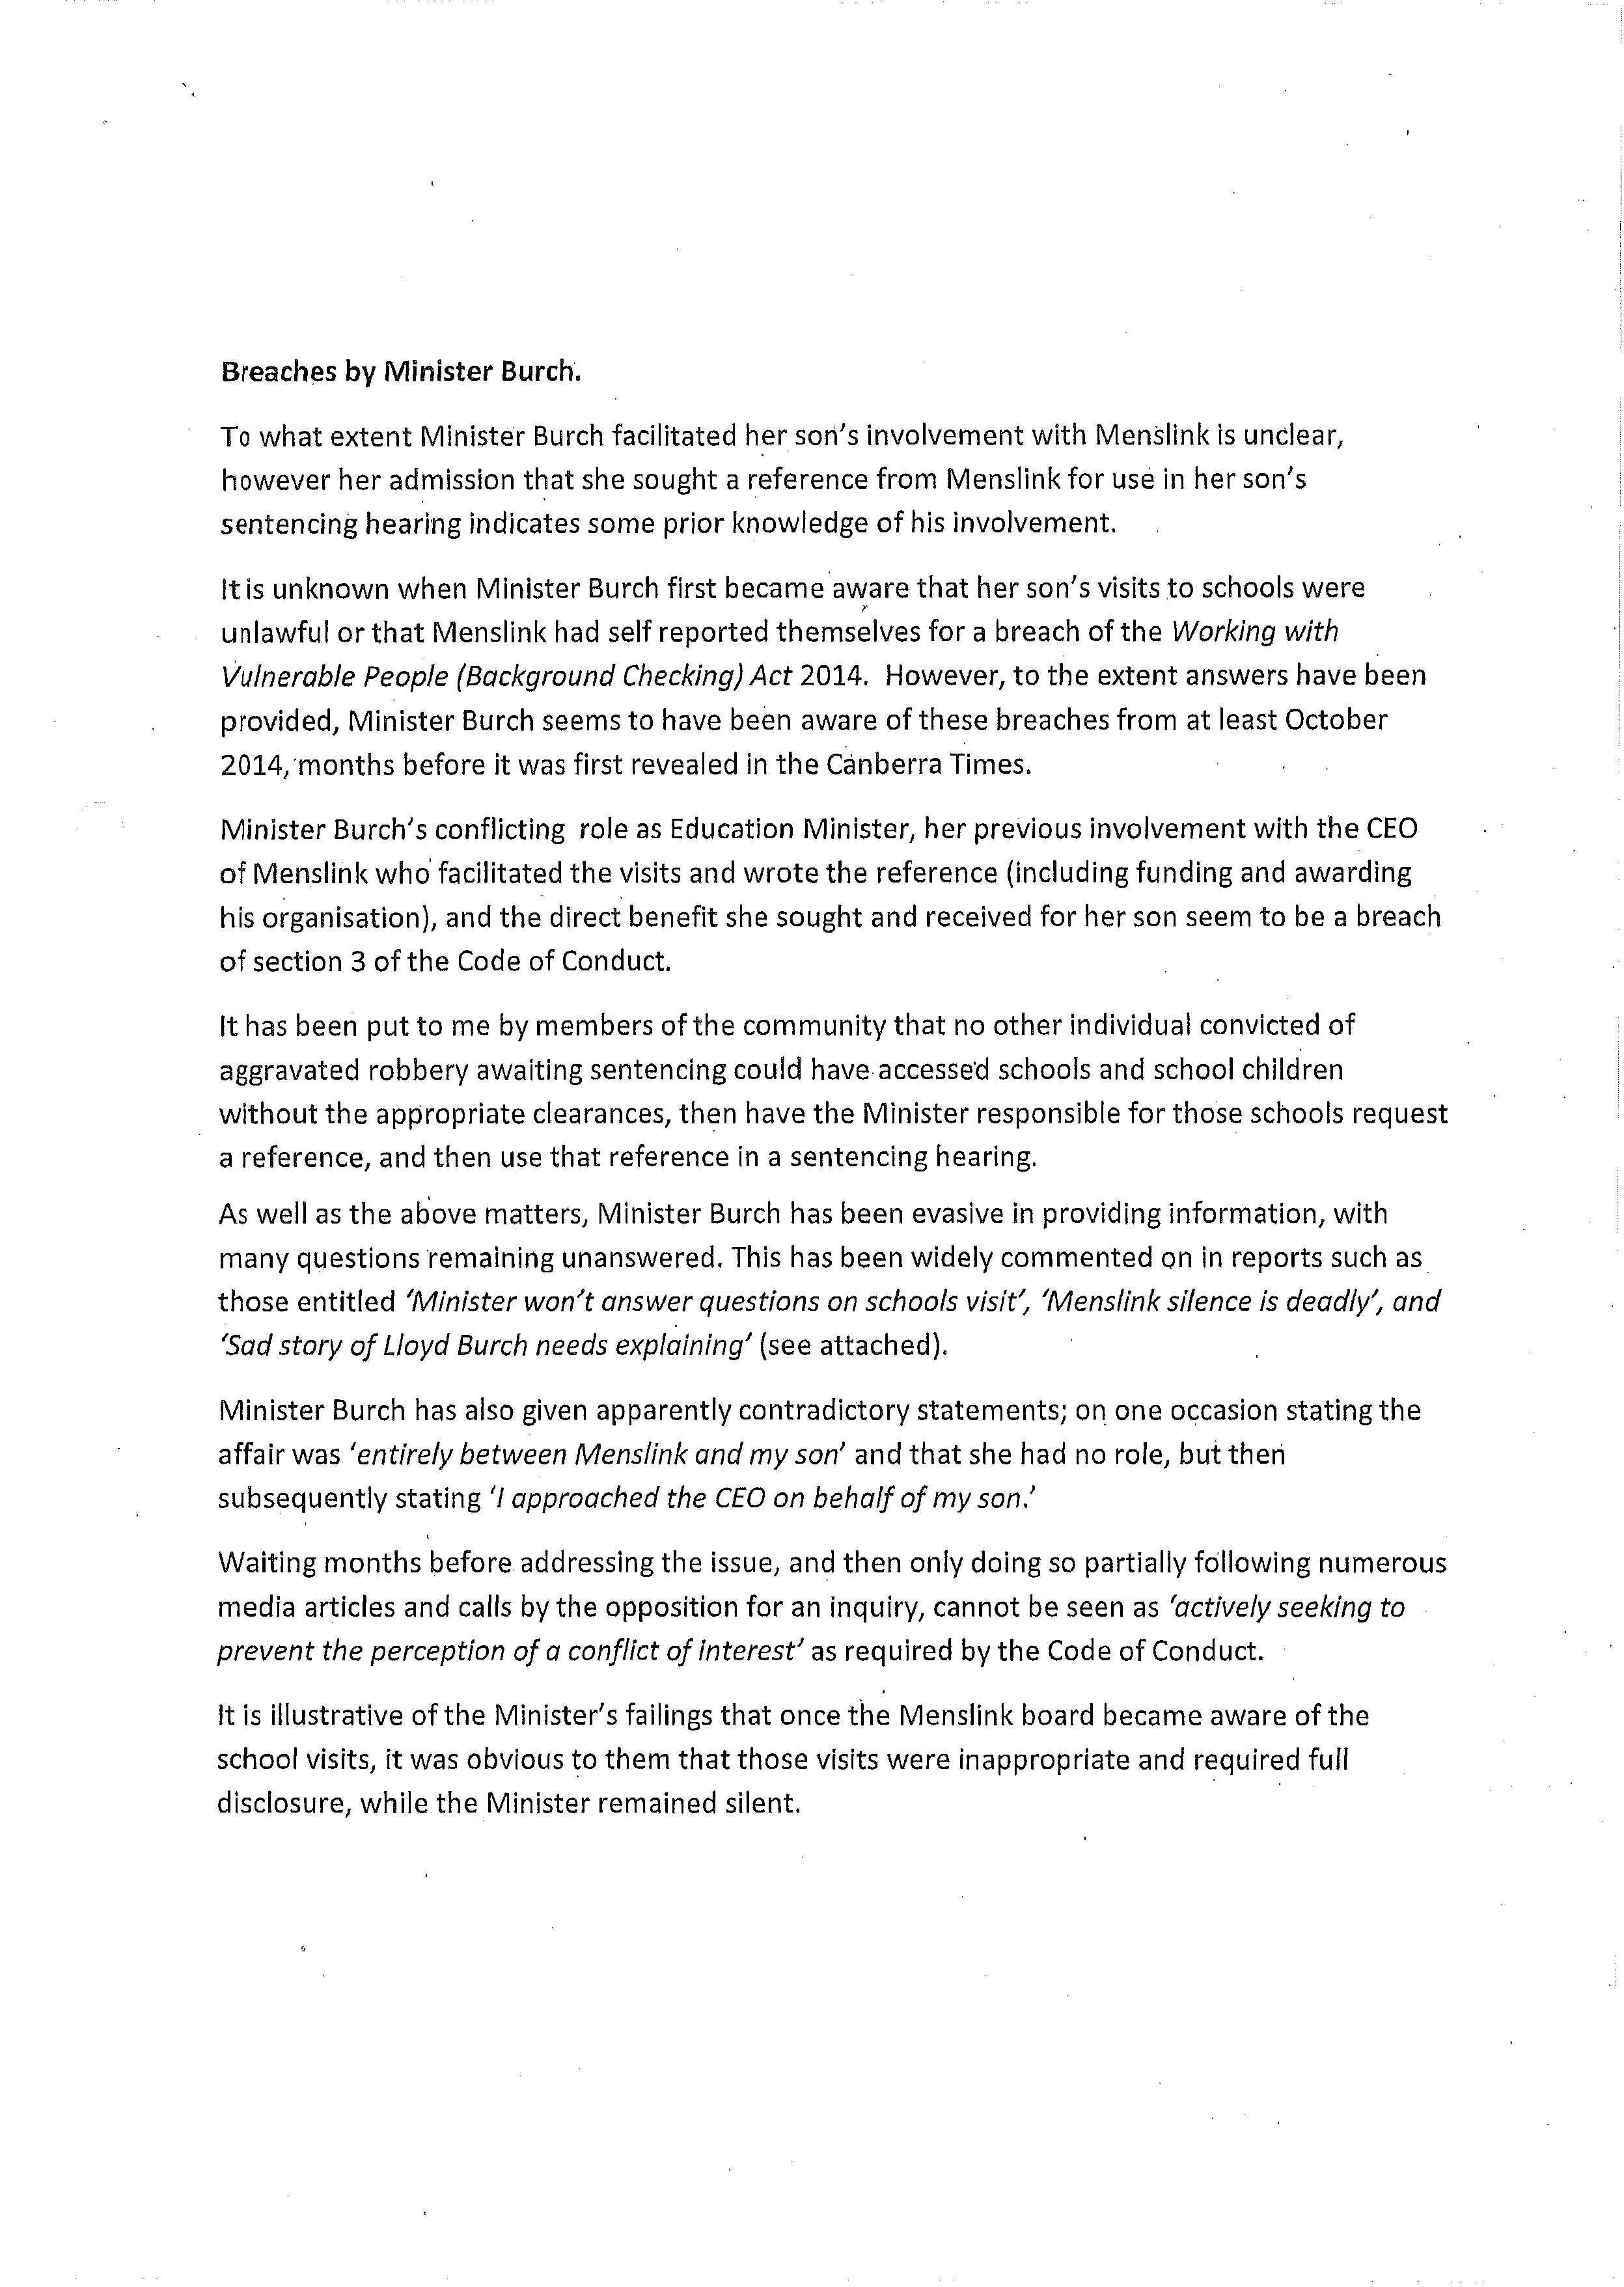 Breaches by Minister Burch.
To what extent Minister Burch facilitated her son's involvement with Menslink is unclear,
however her admission that she sought a reference from Menslink for use in her son's
sentencing hearing indicates some prior knowledge of his involvement.
It is unknown when Minister Burch first became aware that her son's visits to schools were
unlawful or that Menslink had self reported themselves for a breach of the Working with
Vulnerable People (Background Checking) Act 2014. However, to the extent answers have been
provided, Minister Burch seems to have been aware of these breaches from at least October
2014, months before it was first revealed in the Canberra Times.
Minister Burch's conflicting role as Education Minister, her previous involvement with the CEO
of Menslink who facilitated the visits and wrote the reference (including funding and awarding
his organisation), and the direct benefit she sought and received for her son seem to be a breach
of section 3 of the Code of Conduct.
It has been put to me by members of the community that no other individual convicted of
aggravated robbery awaiting sentencing could have accessed schools and school children
without the appropriate clearances, then have the Minister responsible for those schools request
a reference, and then use that reference in a sentencing hearing.
As well as the above matters, Minister Burch has been evasive in providing information, with
many questions remaining unanswered. This has been widely commented on in reports such as
those entitled 'Minister won't answer questions on schools visit', 'Menslink silence is deadly', and
'Sad story of Lloyd Burch needs explaining' (see attached).
Minister Burch has also given apparently contradictory statements; on one occasion stating the
affair was 'entirely between Menslink and my son' and that she had no role, but then
subsequently stating 'I approached the CEO on behalf of my son.'
Waiting months before addressing the issue, and then only doing so partially following numerous
media articles and calls by the opposition for an inquiry, cannot be seen as 'actively seeking to
prevent the perception of a conflict of interest' as required by the Code of Conduct.
It is illustrative of the Minister's failings that once the Menslink board became aware of the
school visits, it was obvious to them that those visits were inappropriate and required full
disclosure, while the Minister remained silent.